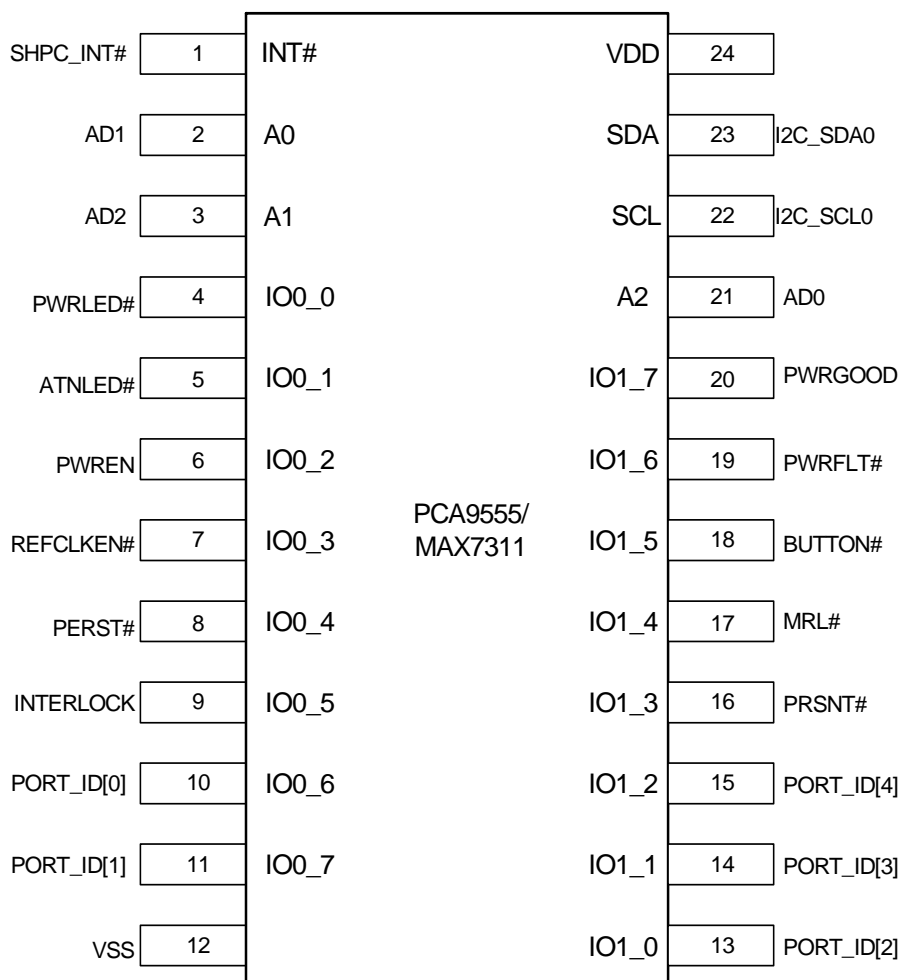 SHPC_INT# 1 INT# VDD 24
AD1 2 A0 SDA 23 I2C_SDA0
AD2 3 A1 SCL 22 I2C_SCL0
PWRLED# 4 IO0_0 A2 21 AD0
ATNLED# 5 IO0_1 IO1_7 20 PWRGOOD
PWREN 6 IO0_2 IO1_6 19 PWRFLT#
PCA9555/
REFCLKEN# 7 IO0_3 MAX7311 IO1_5 18 BUTTON#
PERST# 8 IO0_4 IO1_4 17 MRL#
INTERLOCK 9 IO0_5 IO1_3 16 PRSNT#
PORT_ID[0] 10 IO0_6 IO1_2 15 PORT_ID[4]
PORT_ID[1] 11 IO0_7 IO1_1 14 PORT_ID[3]
VSS 12 IO1_0 13 PORT_ID[2]